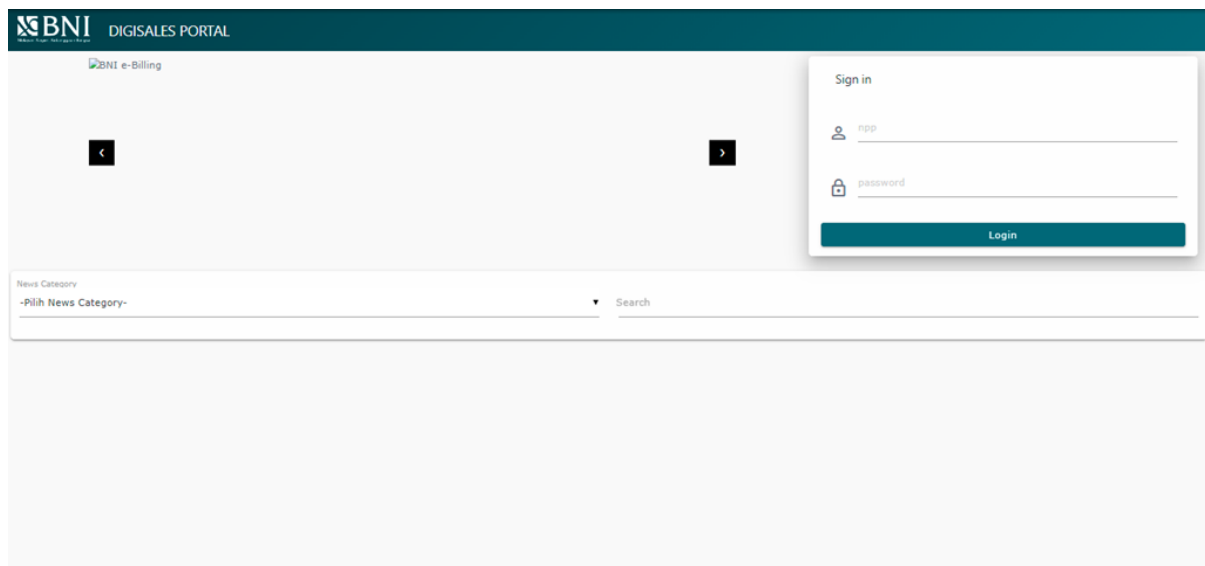 BNI DIGISALES PORTAL
BNI e-Billing
Sign in
npp
password
Login
News Category
-Pilih News Category-
Search